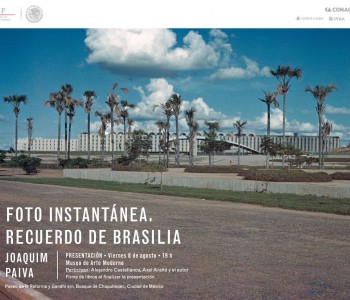 CONAC
FOTO INSTANTÁNEA.
RECUERDO DE BRASILIA
JOAQUIM
PAIVA
PRESENTACIÓN • Viernes 8 de agosto • 19 h
Museo de Arte Moderno
Participan: Alejandro Castellanos, Axel Araño y el autor
Firma de libros al finalizar la presentación
Paseo de la Reforma y Gandhi s/n, Bosque de Chapultepec, Ciudad de México